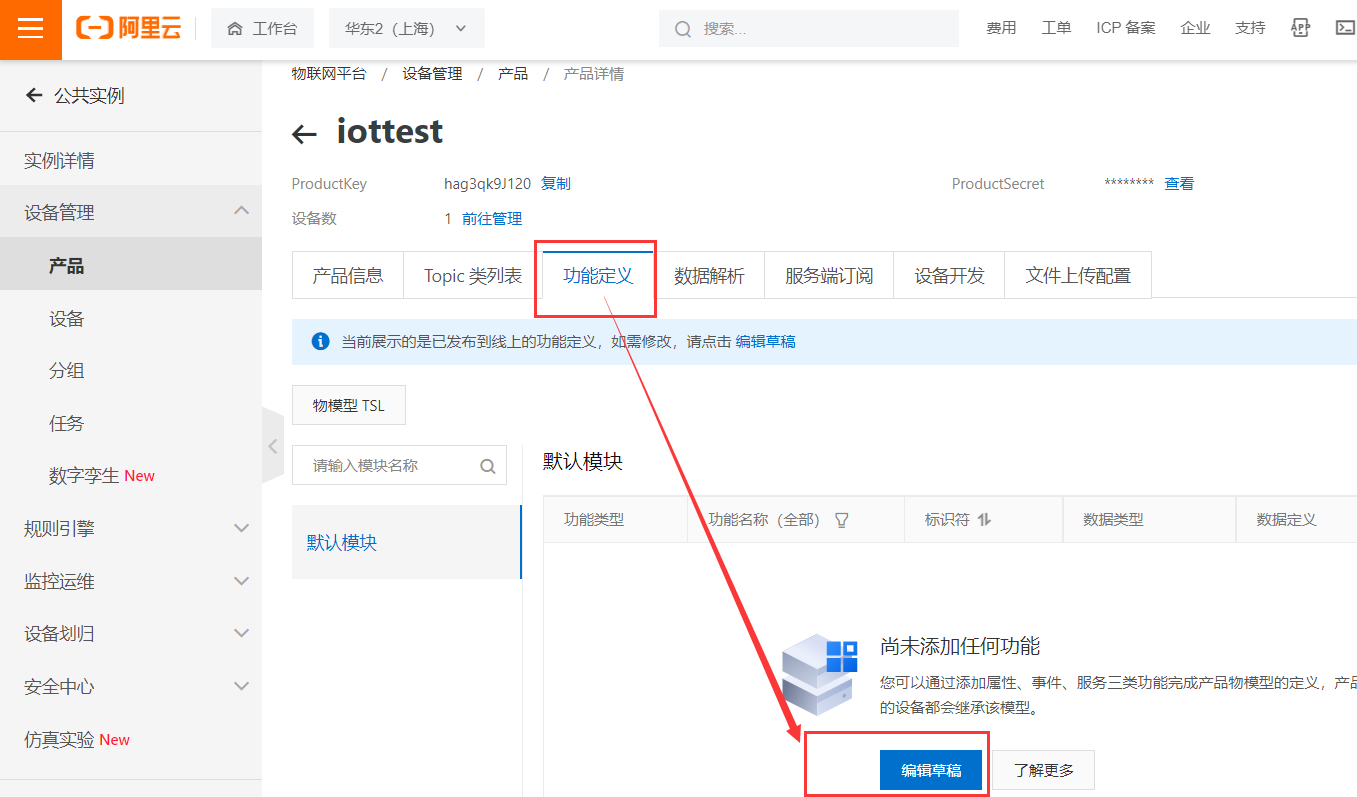 阿里云 工作台 华东2（上海） 搜索... 费用 工单 ICP 备案 企业 支持
物联网平台 / 设备管理 / 产品 / 产品详情
公共实例
实例详情
设备管理
产品
设备
分组
任务
数字孪生 New
规则引擎
监控运维
设备划归
安全中心
仿真实验 New
iottest
ProductKey hag3qk9J120 复制 ProductSecret ******** 查看
设备数 1 前往管理
产品信息 Topic 类列表 功能定义 数据解析 服务端订阅 设备开发 文件上传配置
当前展示的是已发布到线上的功能定义，如需修改，请点击 编辑草稿
物模型 TSL
请输入模块名称
默认模块
默认模块
功能类型 功能名称（全部） 标识符 数据类型 数据定义
尚未添加任何功能
您可以通过添加属性、事件、服务三类功能完成产品物模型的定义，产品
的设备都会继承该模型。
编辑草稿 了解更多